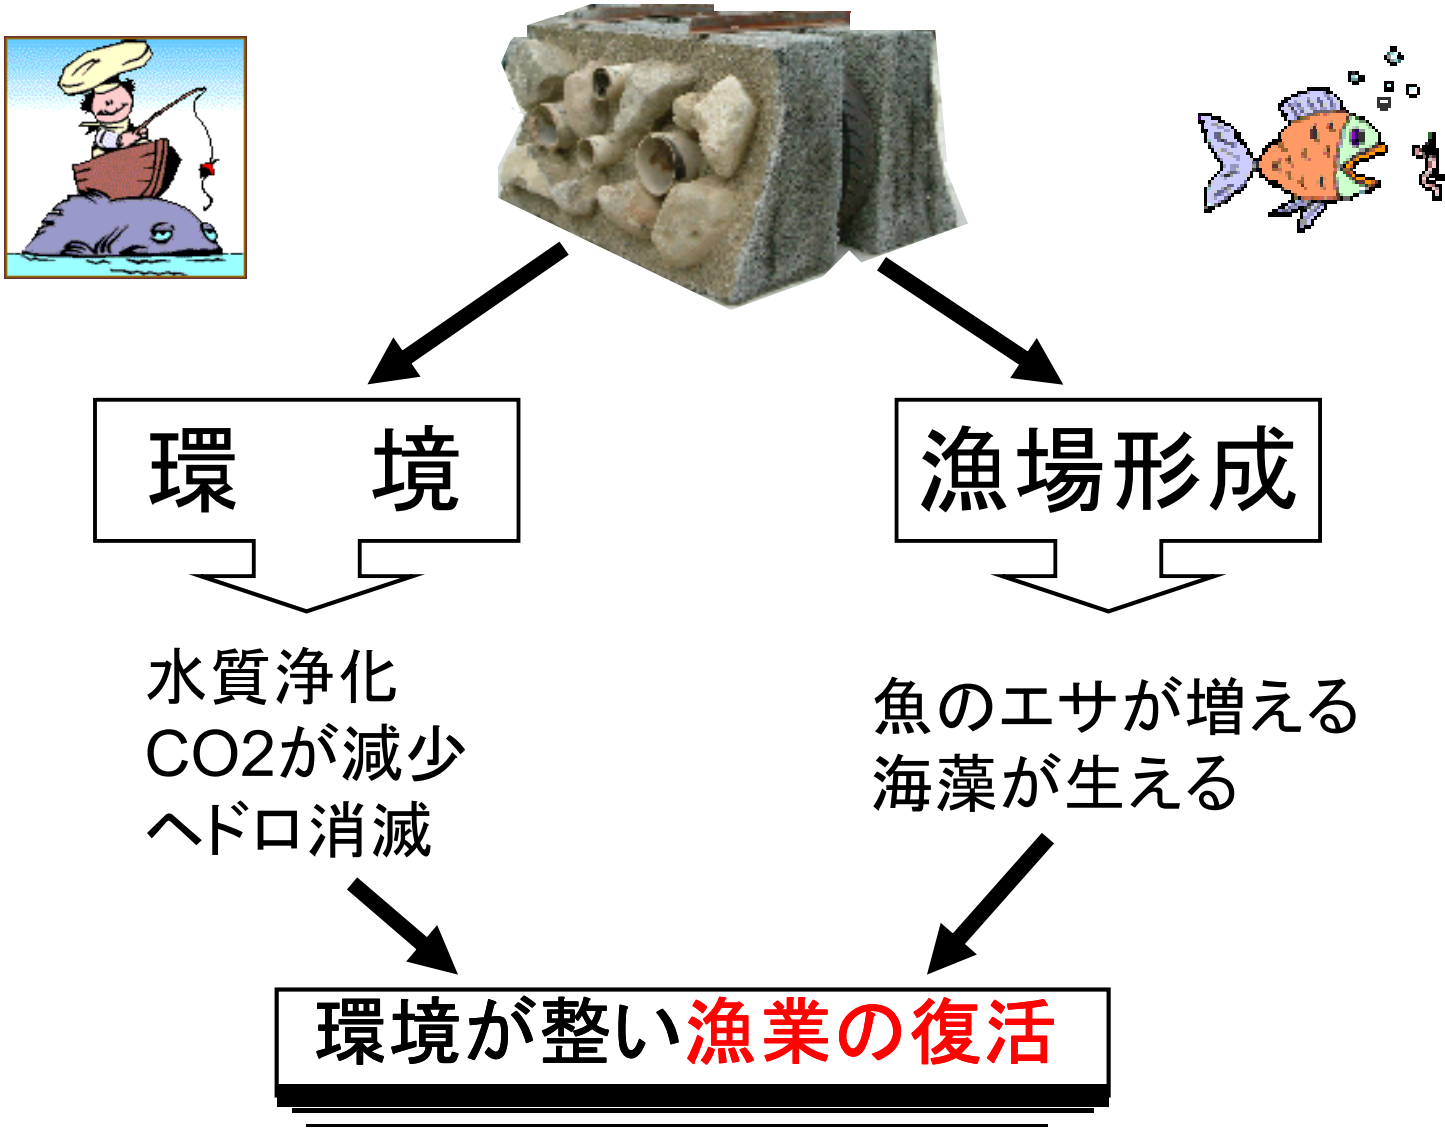 環　境
漁場形成
水質浄化
CO2が減少
ヘドロ消滅
魚のエサが増える
海藻が生える
環境が整い漁業の復活